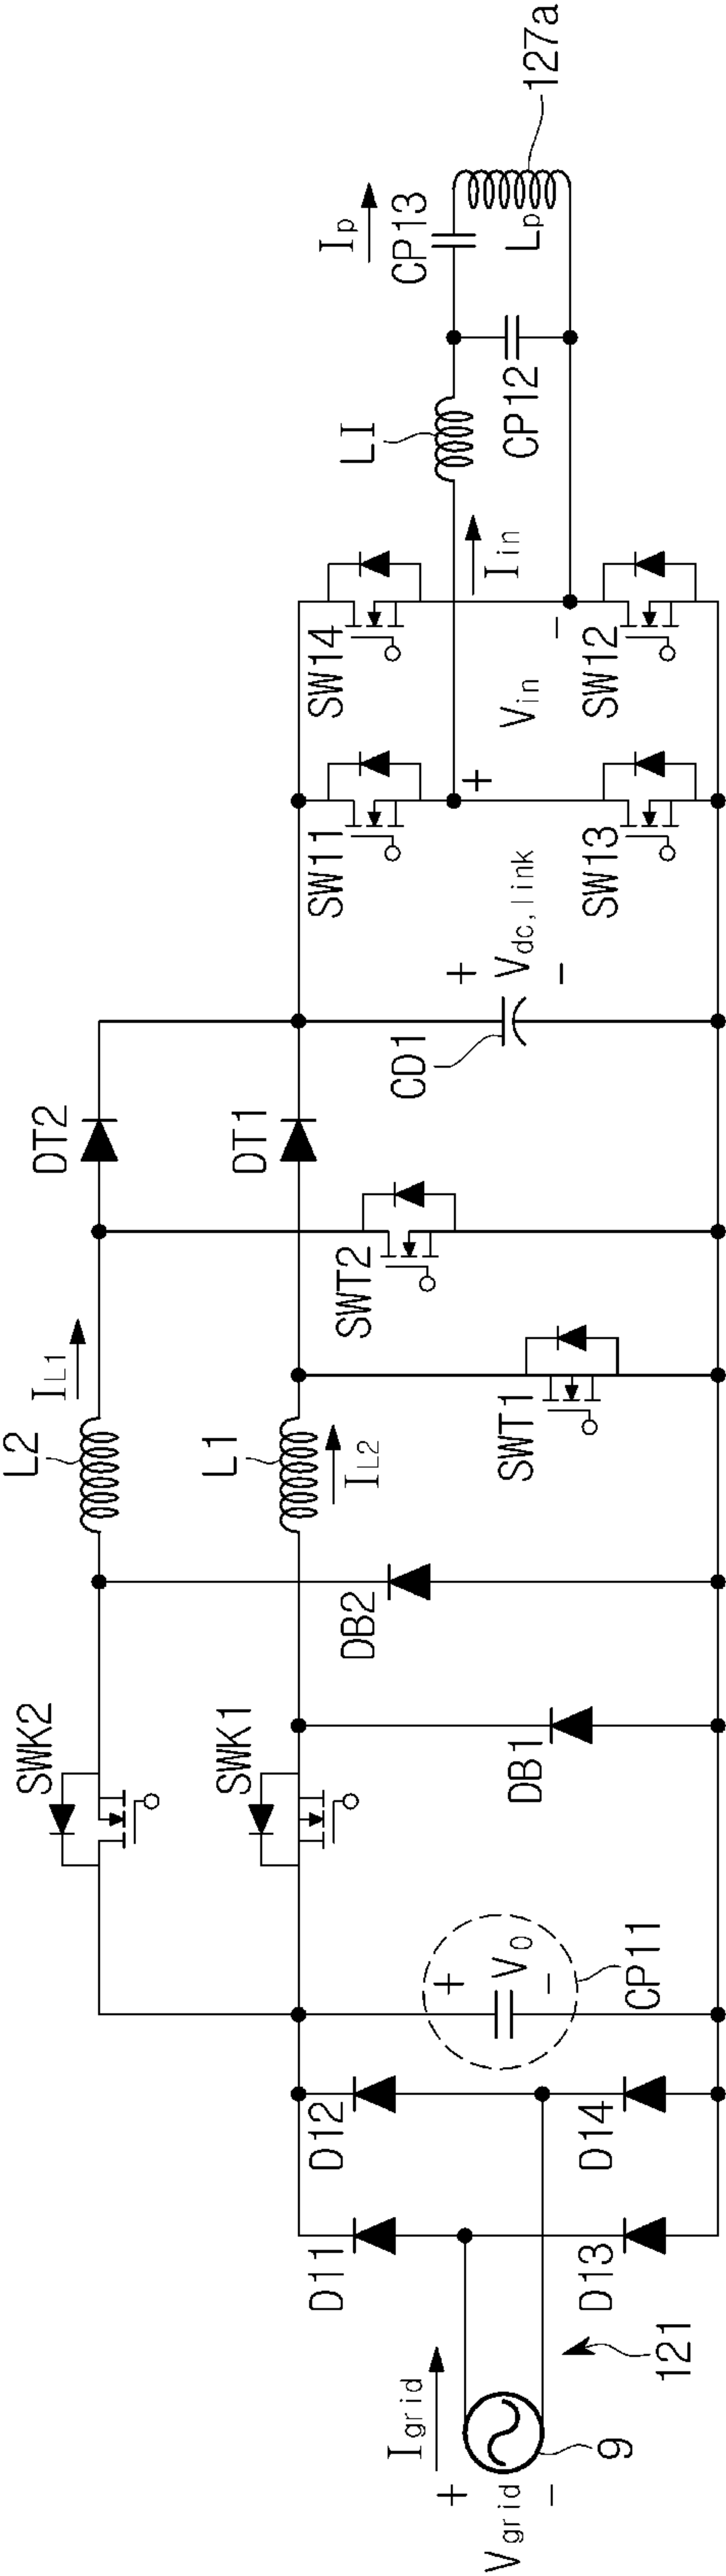 127a
Ip
CP13
Lp
LI
CP12
Iin
SW14
SW12
Vin
-
+
SW11
SW13
+ Vdc,link -
CD1
DT2
DT1
SWT2
SWT1
IL1
L2
L1
IL2
DB2
DB1
SWK2
SWK1
+ V0 -
CP11
D12
D14
D11
D13
121
Igrid
9
+ Vgrid -